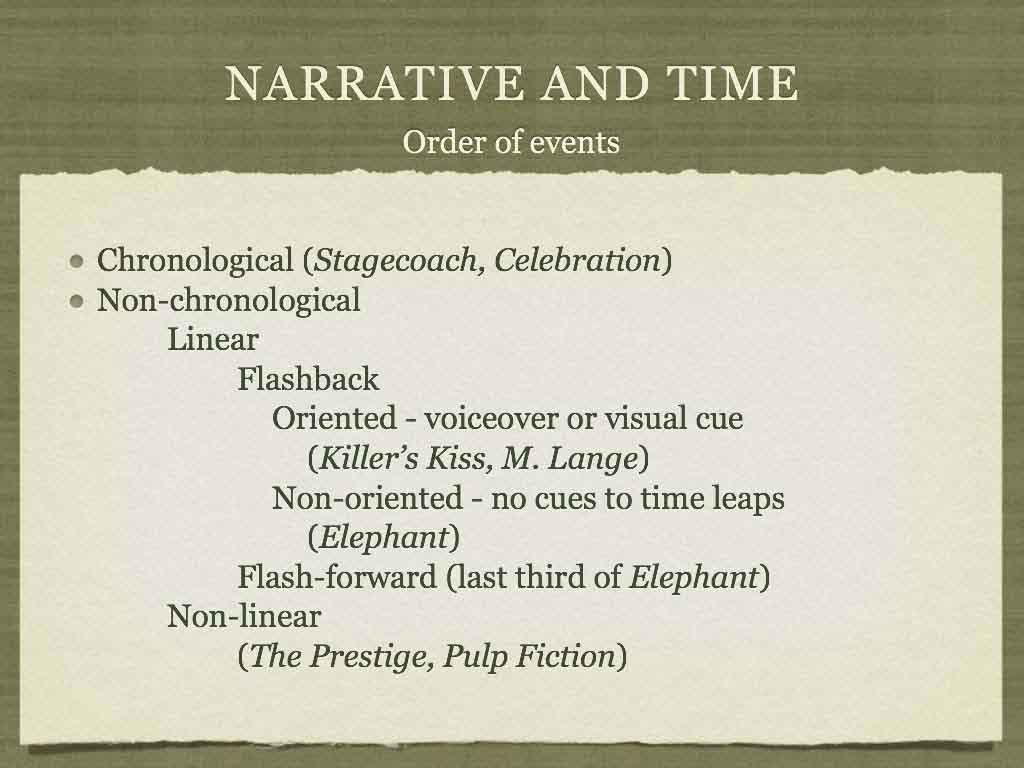 NARRATIVE AND TIME
Order of events
• Chronological (Stagecoach, Celebration)
• Non-chronological
Linear
Flashback
Oriented - voiceover or visual cue
(Killer’s Kiss, M. Lange)
Non-oriented - no cues to time leaps
(Elephant)
Flash-forward (last third of Elephant)
Non-linear
(The Prestige, Pulp Fiction)